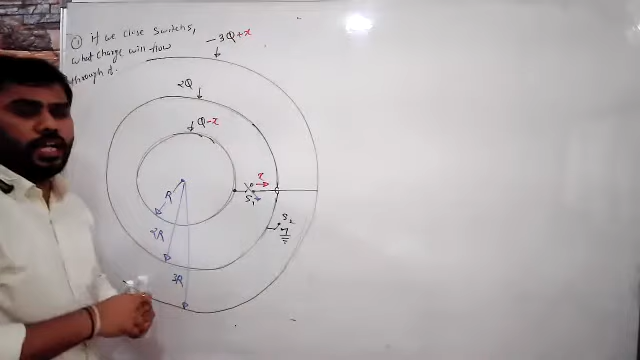 ① If we close switches,
what charge will flow
through it.
-3Q+x
2Q
Q-x
x
S₁
R
2R
S₂
3R